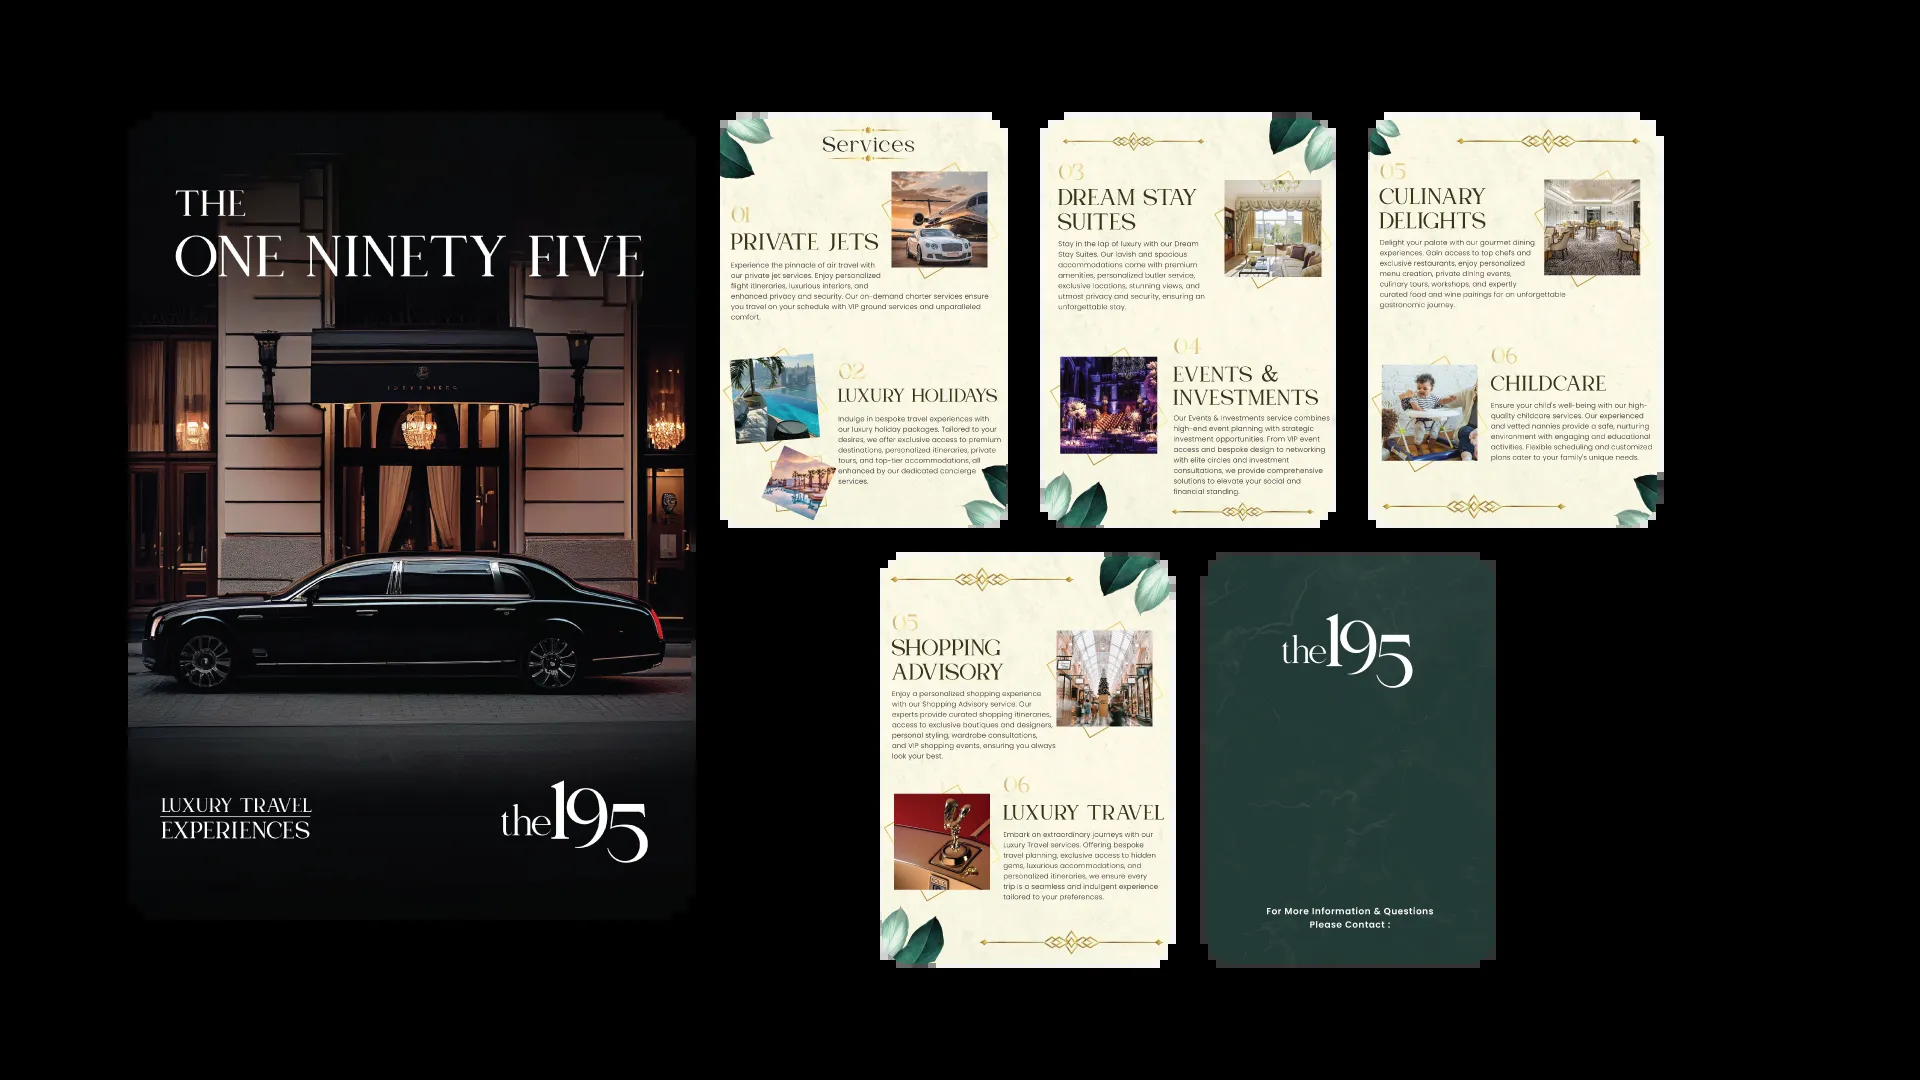 THE
ONE NINETY FIVE
LUXURY TRAVEL
EXPERIENCES
the195
Services
01
PRIVATE JETS
Experience the pinnacle of air travel with
our private jet services. Enjoy personalized
flight itineraries, luxurious interiors, and
enhanced privacy and security. Our on-demand charter services ensure
you travel on your schedule with VIP ground services and unparalleled
comfort.
02
LUXURY HOLIDAYS
Indulge in bespoke travel experiences with
our luxury holiday packages. Tailored to your
desires, we offer exclusive access to premium
destinations, personalized itineraries, private
tours, and top-tier accommodations, all
enhanced by our dedicated concierge
services.
03
DREAM STAY
SUITES
Stay in the lap of luxury with our Dream
Stay Suites. Our lavish and spacious
accommodations come with premium
amenities, personalized butler service,
exclusive locations, stunning views, and
utmost privacy and security, ensuring an
unforgettable stay.
04
EVENTS &
INVESTMENTS
Our Events & Investments service combines
high-end event planning with strategic
investment opportunities. From VIP event
access and bespoke design to networking
with elite circles and investment
consultations, we provide comprehensive
solutions to elevate your social and
financial standing.
05
CULINARY
DELIGHTS
Delight your palate with our gourmet dining
experiences. Gain access to top chefs and
exclusive restaurants, enjoy personalized
menu creation, private dining events,
culinary tours, workshops, and expertly
curated food and wine pairings for an unforgettable
gastronomic journey.
06
CHILDCARE
Ensure your child's well-being with our high-
quality childcare services. Our experienced
and vetted nannies provide a safe, nurturing
environment with engaging and educational
activities. Flexible scheduling and customized
plans cater to your family's unique needs.
05
SHOPPING
ADVISORY
Enjoy a personalized shopping experience
with our Shopping Advisory service. Our
experts provide curated shopping itineraries,
access to exclusive boutiques and designers,
personal styling, wardrobe consultations,
and VIP shopping events, ensuring you always
look your best.
06
LUXURY TRAVEL
Embark on extraordinary journeys with our
Luxury Travel services. Offering bespoke
travel planning, exclusive access to hidden
gems, luxurious accommodations, and
personalized itineraries, we ensure every
trip is a seamless and indulgent experience
tailored to your preferences.
the195
For More Information & Questions
Please Contact :